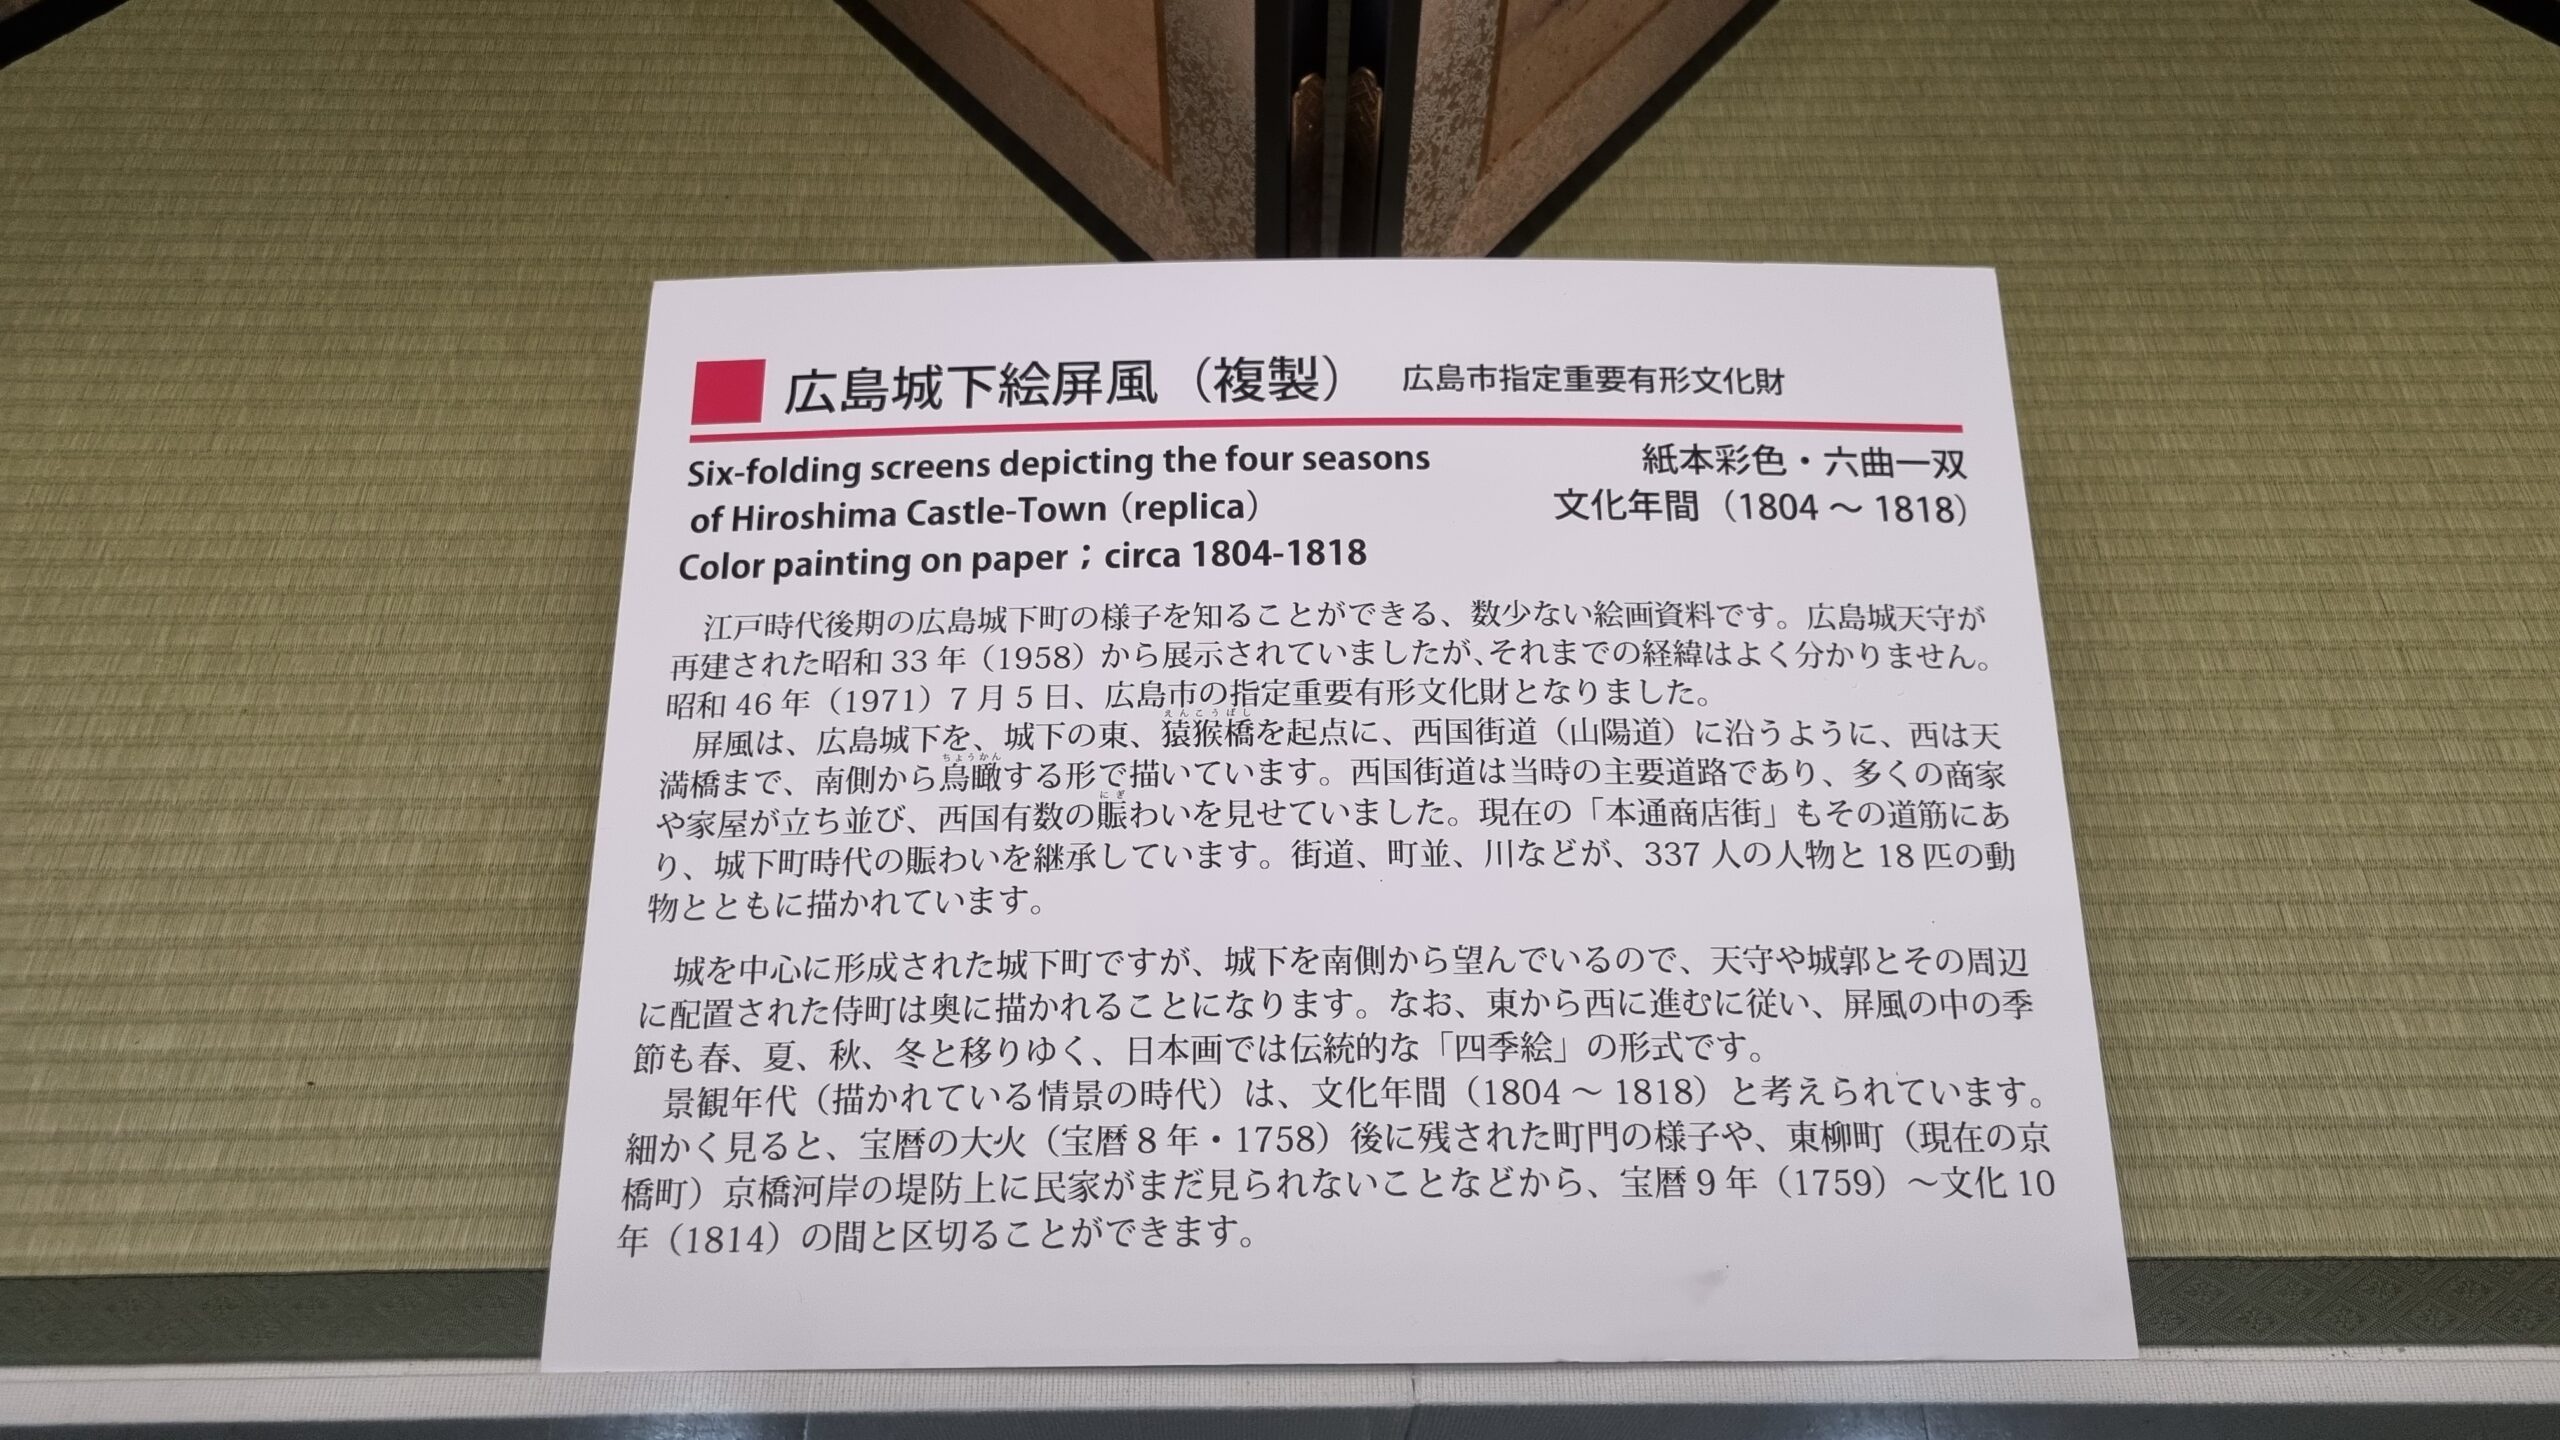 広島城下絵屏風（複製） 広島市指定重要有形文化財
Six-folding screens depicting the four seasons
of Hiroshima Castle-Town（replica）
Color painting on paper；circa 1804-1818
紙本彩色・六曲一双
文化年間（1804 ～ 1818）
江戸時代後期の広島城下町の様子を知ることができる、数少ない絵画資料です。広島城天守が
再建された昭和 33 年（1958）から展示されていましたが、それまでの経緯はよく分かりません。
昭和 46 年（1971）7 月 5 日、広島市の指定重要有形文化財となりました。
えんこうばし
屏風は、広島城下を、城下の東、猿猴橋を起点に、西国街道（山陽道）に沿うように、西は天
ちょうかん
満橋まで、南側から鳥瞰する形で描いています。西国街道は当時の主要道路であり、多くの商家
にぎ
や家屋が立ち並び、西国有数の賑わいを見せていました。現在の「本通商店街」もその道筋にあ
り、城下町時代の賑わいを継承しています。街道、町並、川などが、337 人の人物と 18 匹の動
物とともに描かれています。
城を中心に形成された城下町ですが、城下を南側から望んでいるので、天守や城郭とその周辺
に配置された侍町は奥に描かれることになります。なお、東から西に進むに従い、屏風の中の季
節も春、夏、秋、冬と移りゆく、日本画では伝統的な「四季絵」の形式です。
景観年代（描かれている情景の時代）は、文化年間（1804 ～ 1818）と考えられています。
細かく見ると、宝暦の大火（宝暦 8 年・1758）後に残された町門の様子や、東柳町（現在の京
橋町）京橋河岸の堤防上に民家がまだ見られないことなどから、宝暦 9 年（1759）～文化 10
年（1814）の間と区切ることができます。